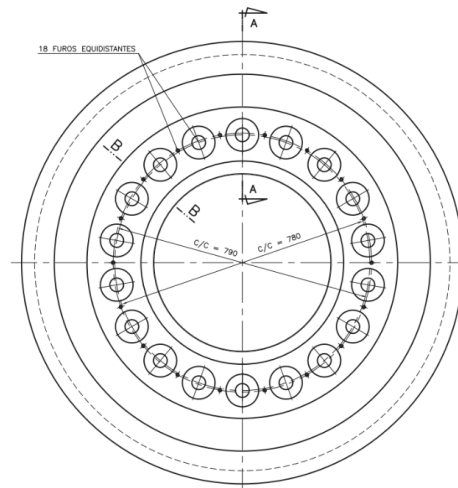 A
18 FUROS EQUIDISTANTES
B
A
B
C/C = 790
C/C = 780